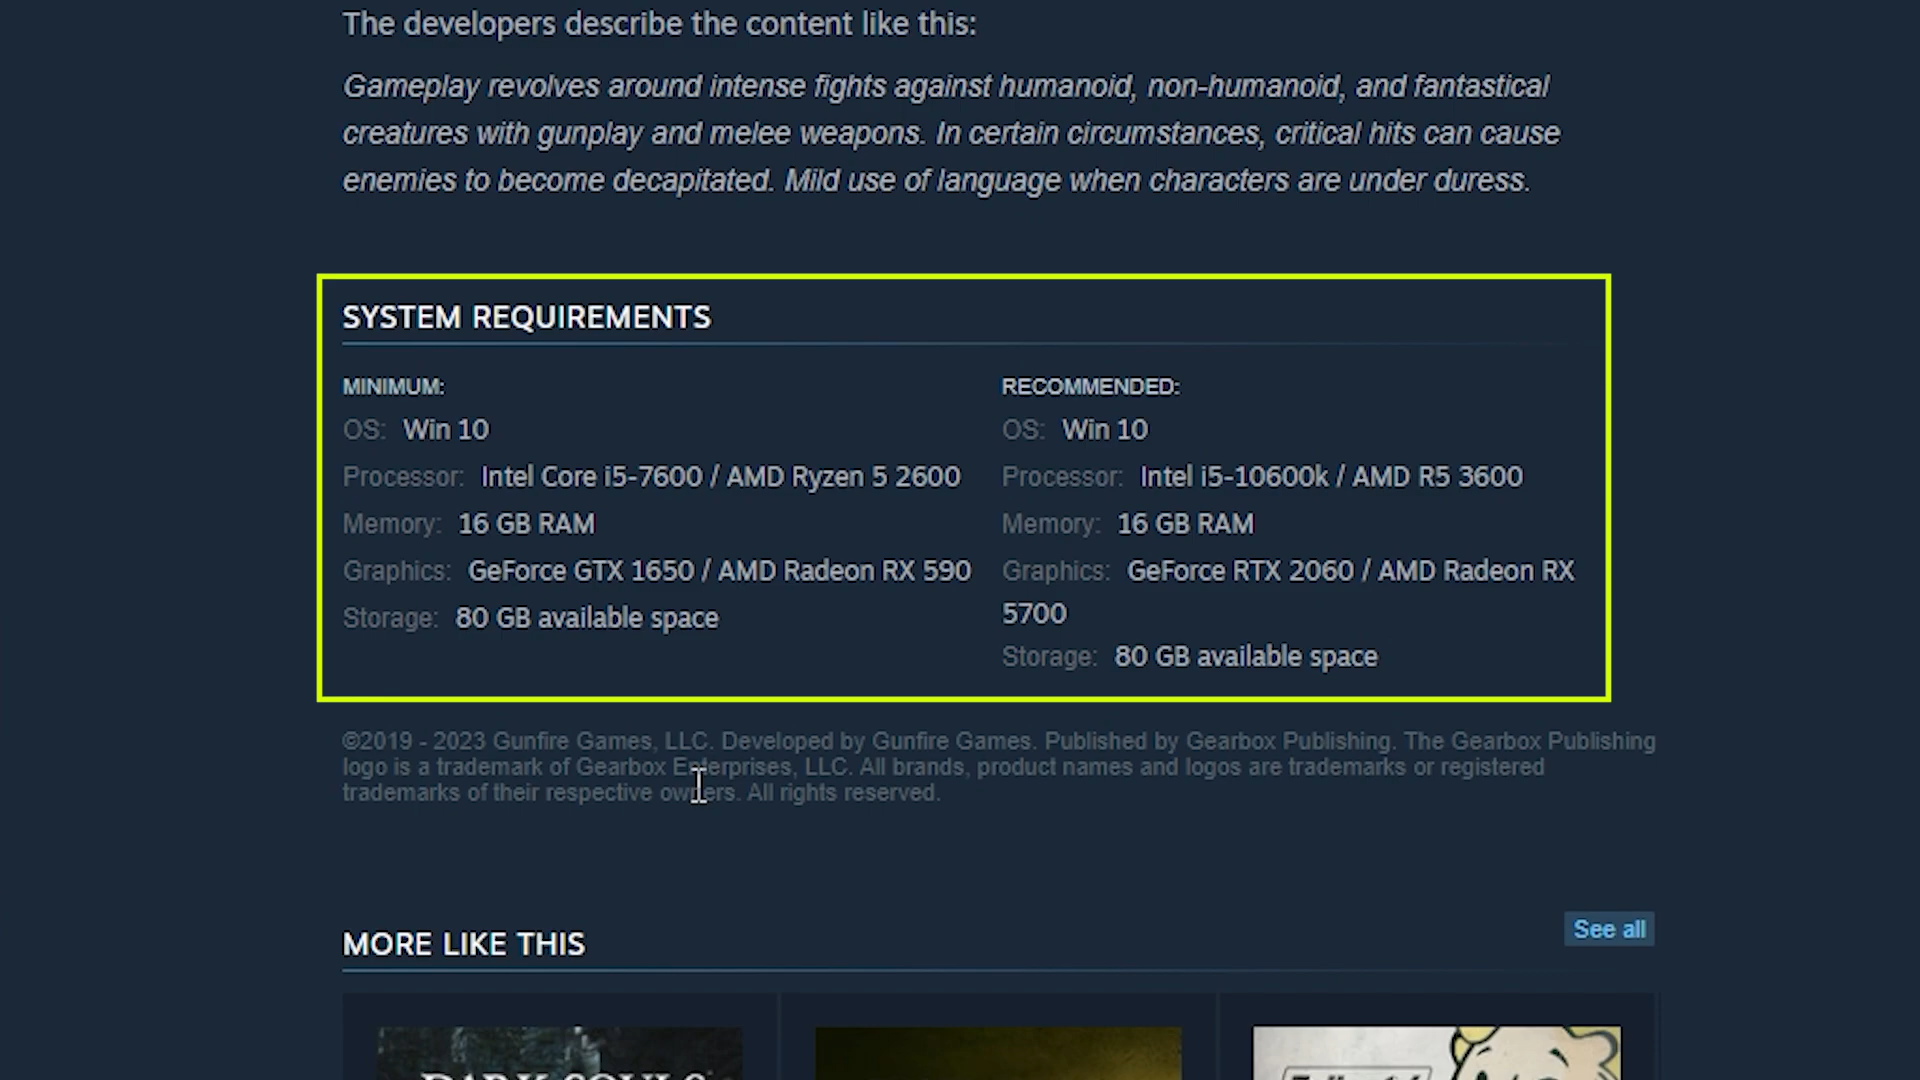 The developers describe the content like this:
Gameplay revolves around intense fights against humanoid, non-humanoid, and fantastical
creatures with gunplay and melee weapons. In certain circumstances, critical hits can cause
enemies to become decapitated. Mild use of language when characters are under duress.
SYSTEM REQUIREMENTS
MINIMUM:
OS: Win 10
Processor: Intel Core i5-7600 / AMD Ryzen 5 2600
Memory: 16 GB RAM
Graphics: GeForce GTX 1650 / AMD Radeon RX 590
Storage: 80 GB available space
RECOMMENDED:
OS: Win 10
Processor: Intel i5-10600k / AMD R5 3600
Memory: 16 GB RAM
Graphics: GeForce RTX 2060 / AMD Radeon RX
5700
Storage: 80 GB available space
©2019 - 2023 Gunfire Games, LLC. Developed by Gunfire Games. Published by Gearbox Publishing. The Gearbox Publishing
logo is a trademark of Gearbox Enterprises, LLC. All brands, product names and logos are trademarks or registered
trademarks of their respective owners. All rights reserved.
MORE LIKE THIS
See all
DARK SOULS